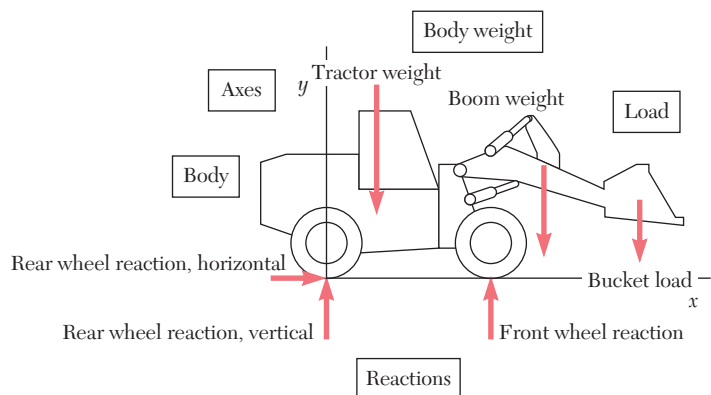 Body weight
Tractor weight
y
Axes
Boom weight
Load
Body
Rear wheel reaction, horizontal
Bucket load
x
Rear wheel reaction, vertical
Front wheel reaction
Reactions